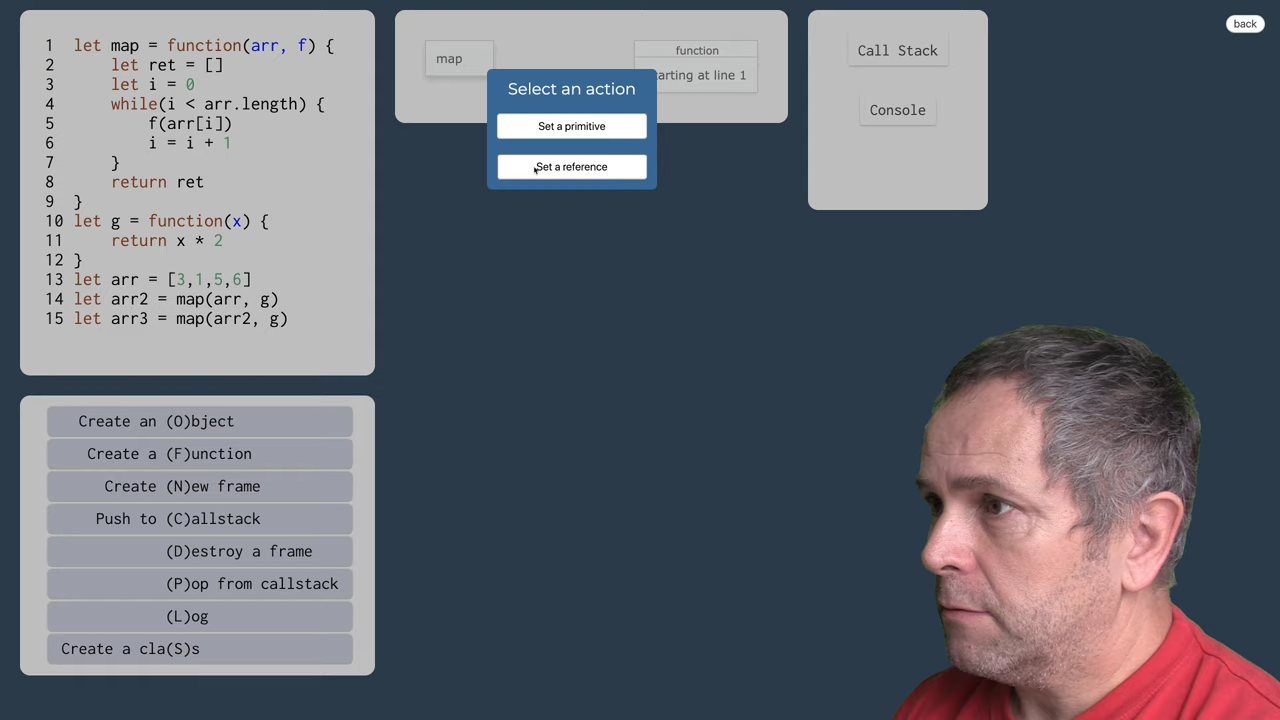 1 let map = function(arr, f) {
2 let ret = []
3 let i = 0
4 while(i < arr.length) {
5 f(arr[i])
6 i = i + 1
7 }
8 return ret
9 }
10 let g = function(x) {
11 return x * 2
12 }
13 let arr = [3,1,5,6]
14 let arr2 = map(arr, g)
15 let arr3 = map(arr2, g)
Create an (O)bject
Create a (F)unction
Create (N)ew frame
Push to (C)allstack
(D)estroy a frame
(P)op from callstack
(L)og
Create a cla(S)s
map
function
tarting at line 1
Select an action
Set a primitive
Set a reference
Call Stack
Console
back